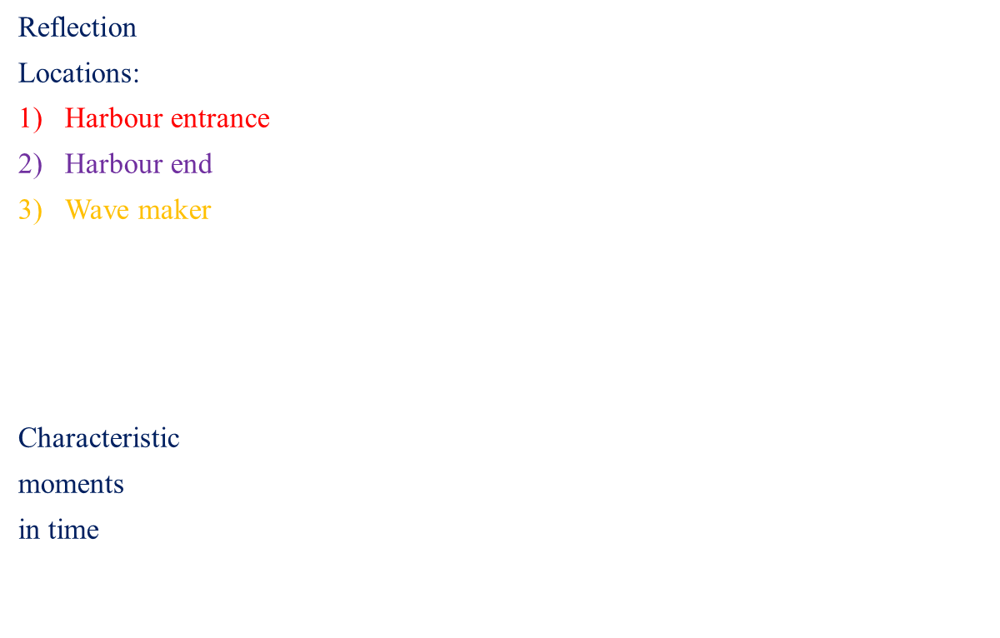 Reflection
Locations:
1) Harbour entrance
2) Harbour end
3) Wave maker
Characteristic
moments
in time